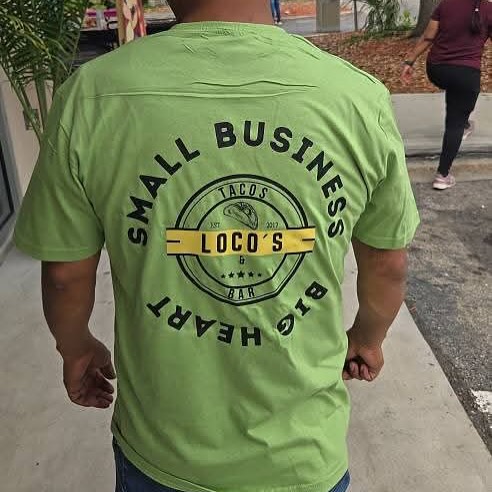 SMALL BUSINESS
TACOS
EST. 2017
LOCO'S
&
BAR
BIG HEART